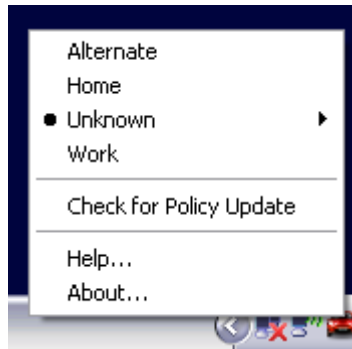 Alternate
Home
Unknown
Work
Check for Policy Update
Help...
About...